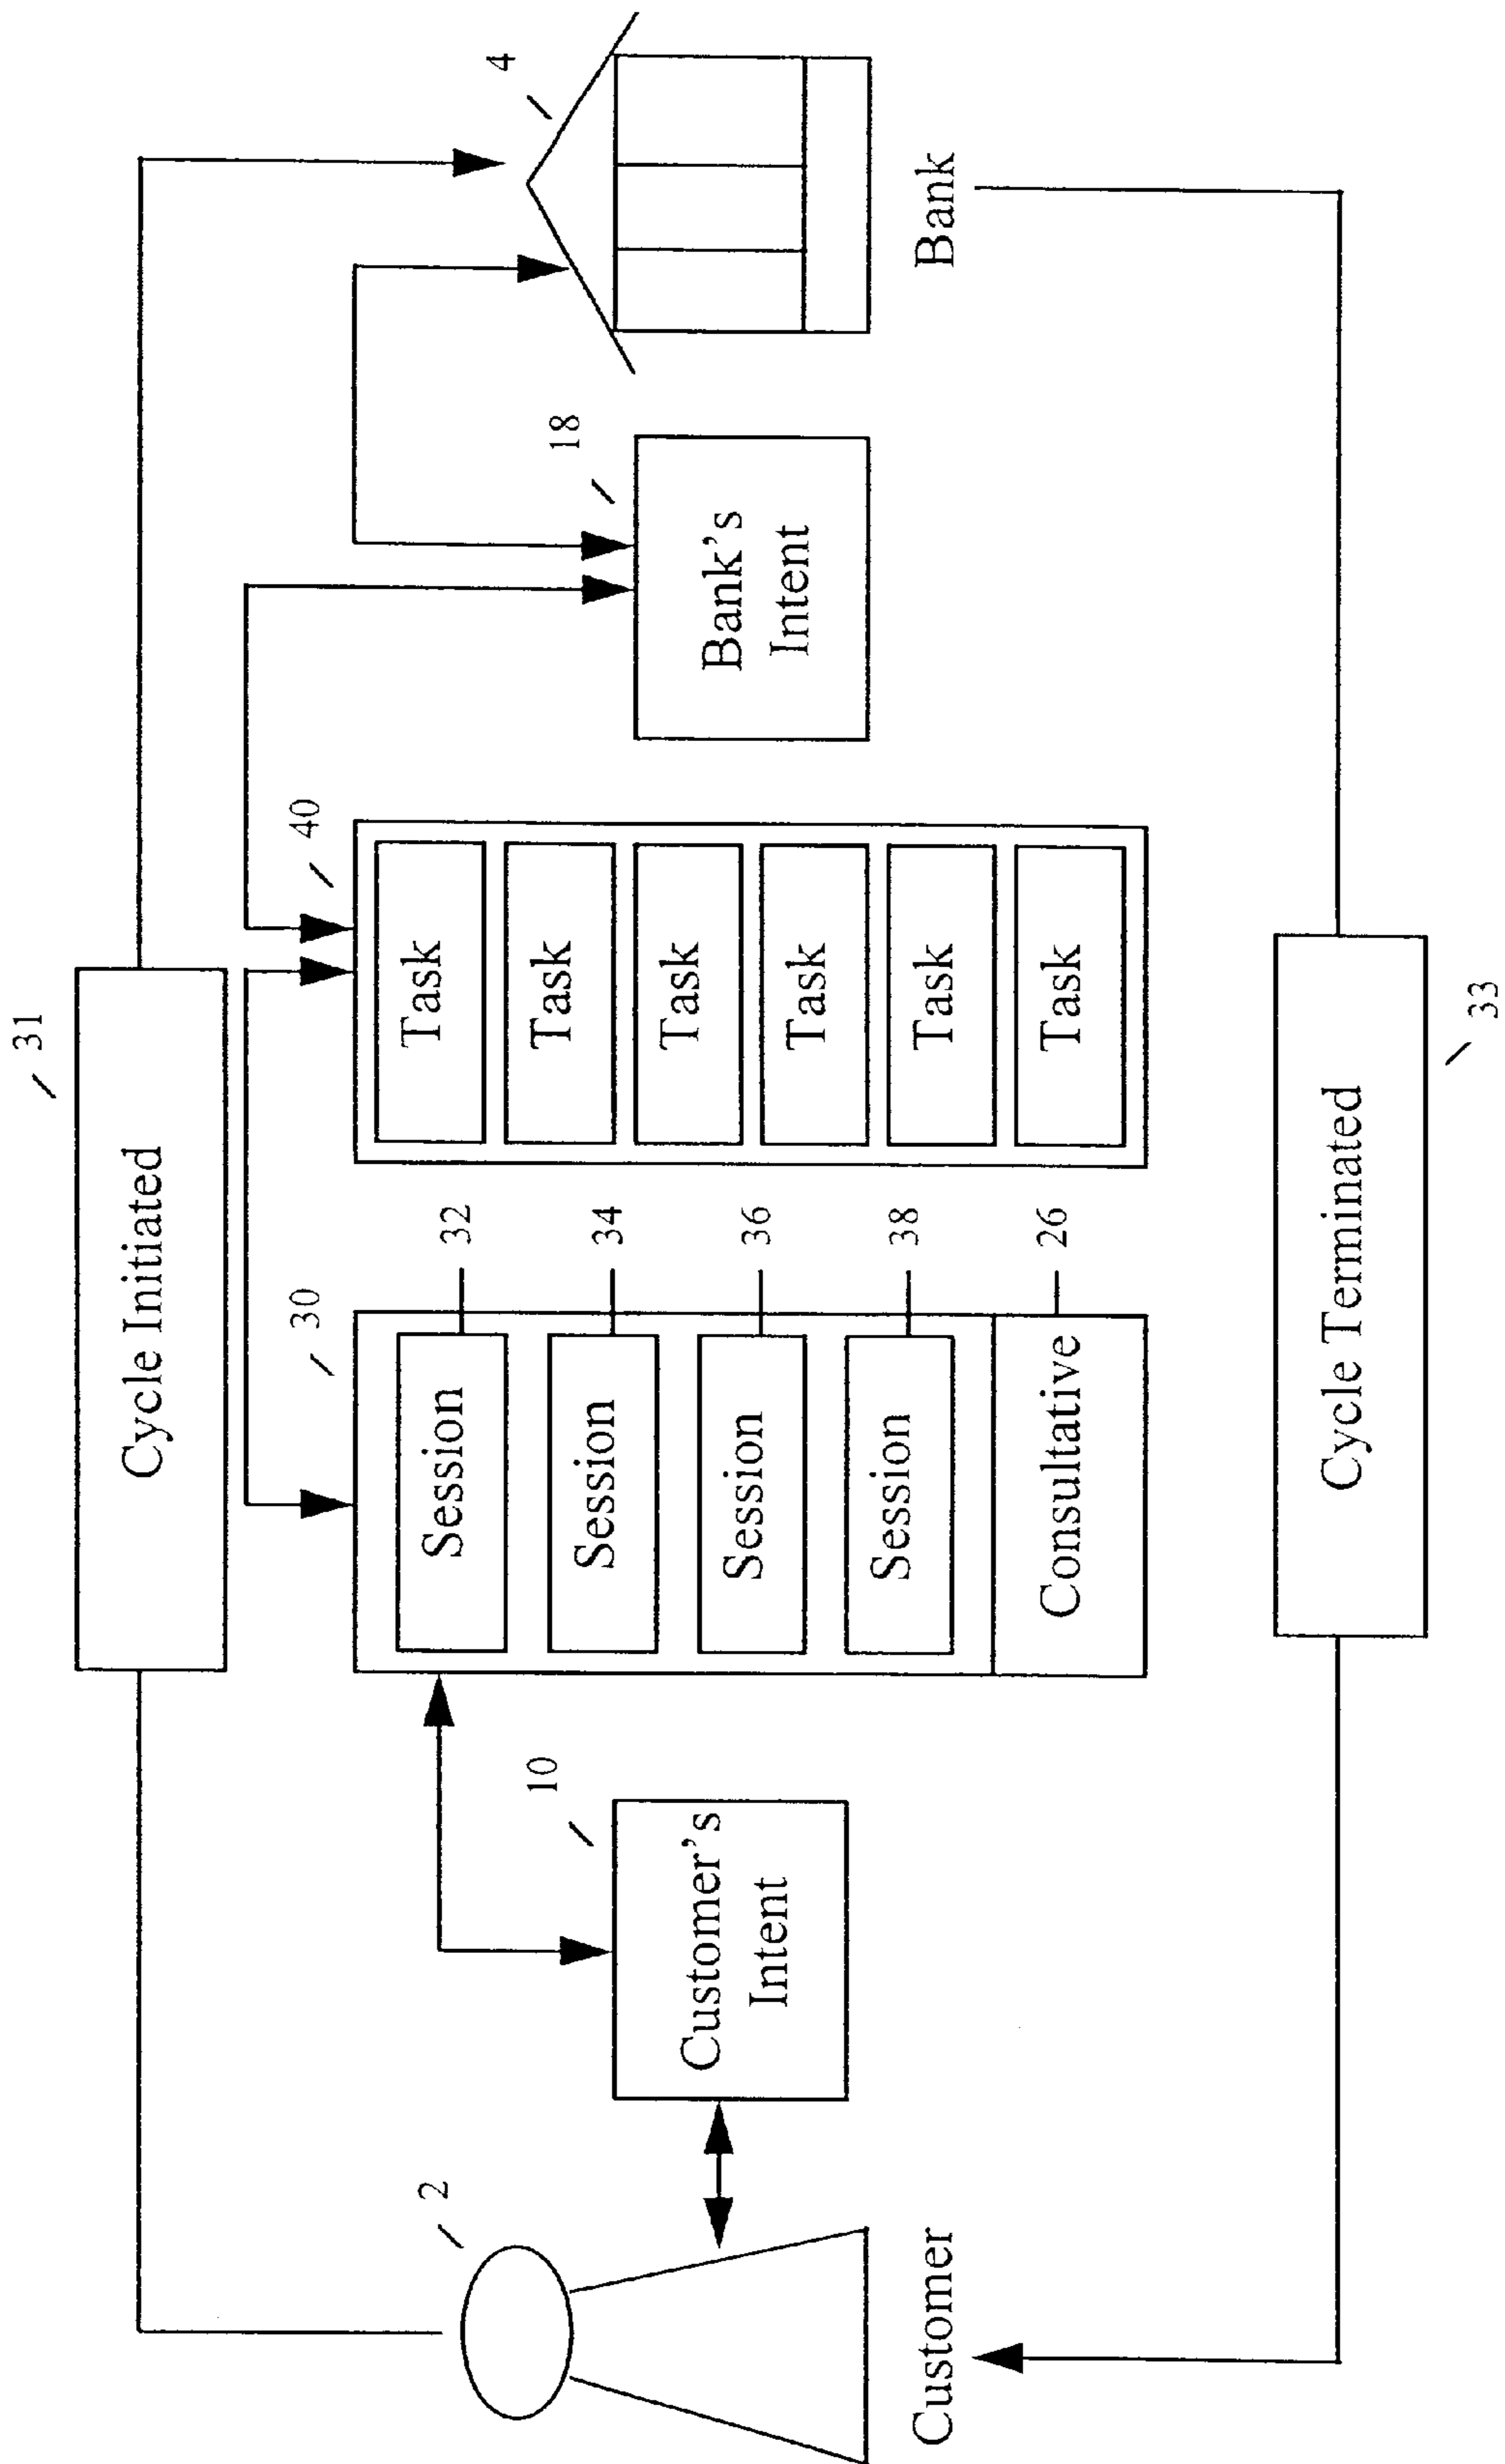 31
Cycle Initiated
2
Customer
10
Customer's
Intent
30
Session
32
Session
34
Session
36
Session
38
Consultative
26
40
Task
Task
Task
Task
Task
Task
18
Bank's
Intent
4
Bank
Cycle Terminated
33